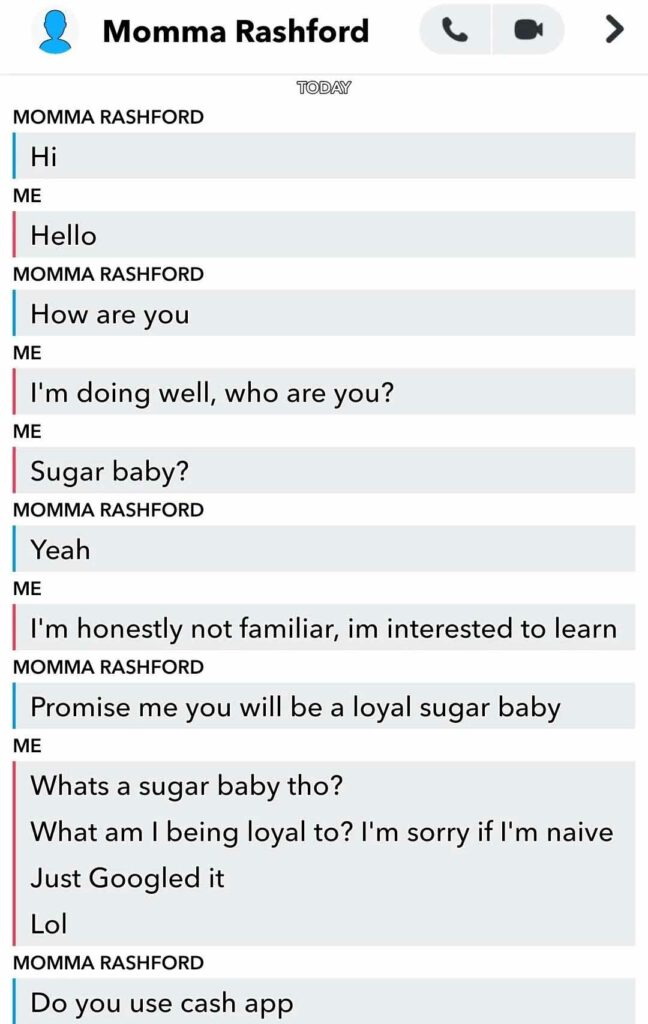 Momma Rashford
TODAY
MOMMA RASHFORD
Hi
ME
Hello
MOMMA RASHFORD
How are you
ME
I'm doing well, who are you?
ME
Sugar baby?
MOMMA RASHFORD
Yeah
ME
I'm honestly not familiar, im interested to learn
MOMMA RASHFORD
Promise me you will be a loyal sugar baby
ME
Whats a sugar baby tho?
What am I being loyal to? I'm sorry if I'm naive
Just Googled it
Lol
MOMMA RASHFORD
Do you use cash app